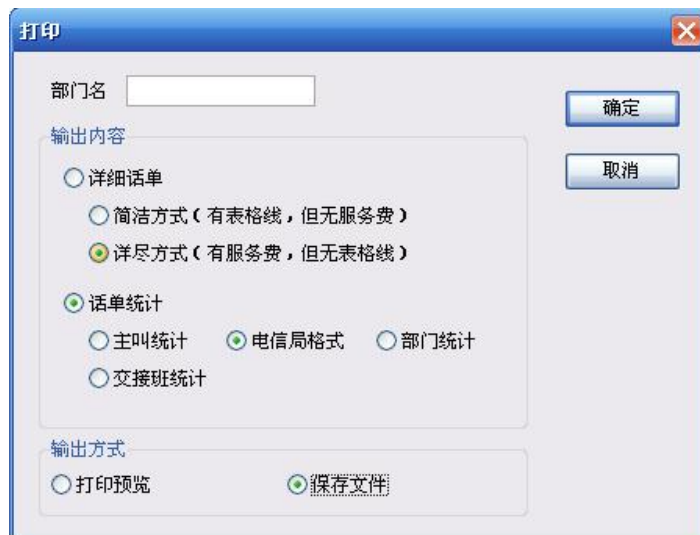 打印
部门名
确定
输出内容
取消
详细话单
简洁方式(有表格线,但无服务费)
详尽方式(有服务费,但无表格线)
话单统计
主叫统计 电信局格式 部门统计
交接班统计
输出方式
打印预览 保存文件